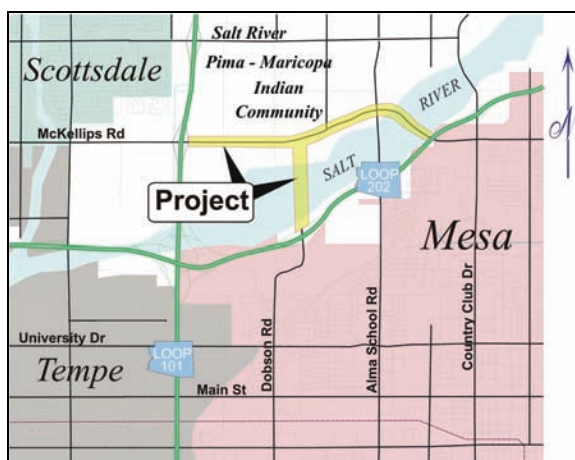 Salt River
Pima - Maricopa
Indian
Community
Scottsdale
McKellips Rd
RIVER
SALT
N
Project
LOOP
202
Mesa
University Dr
LOOP
101
Tempe
Main St
Dobson Rd
Alma School Rd
Country Club Dr